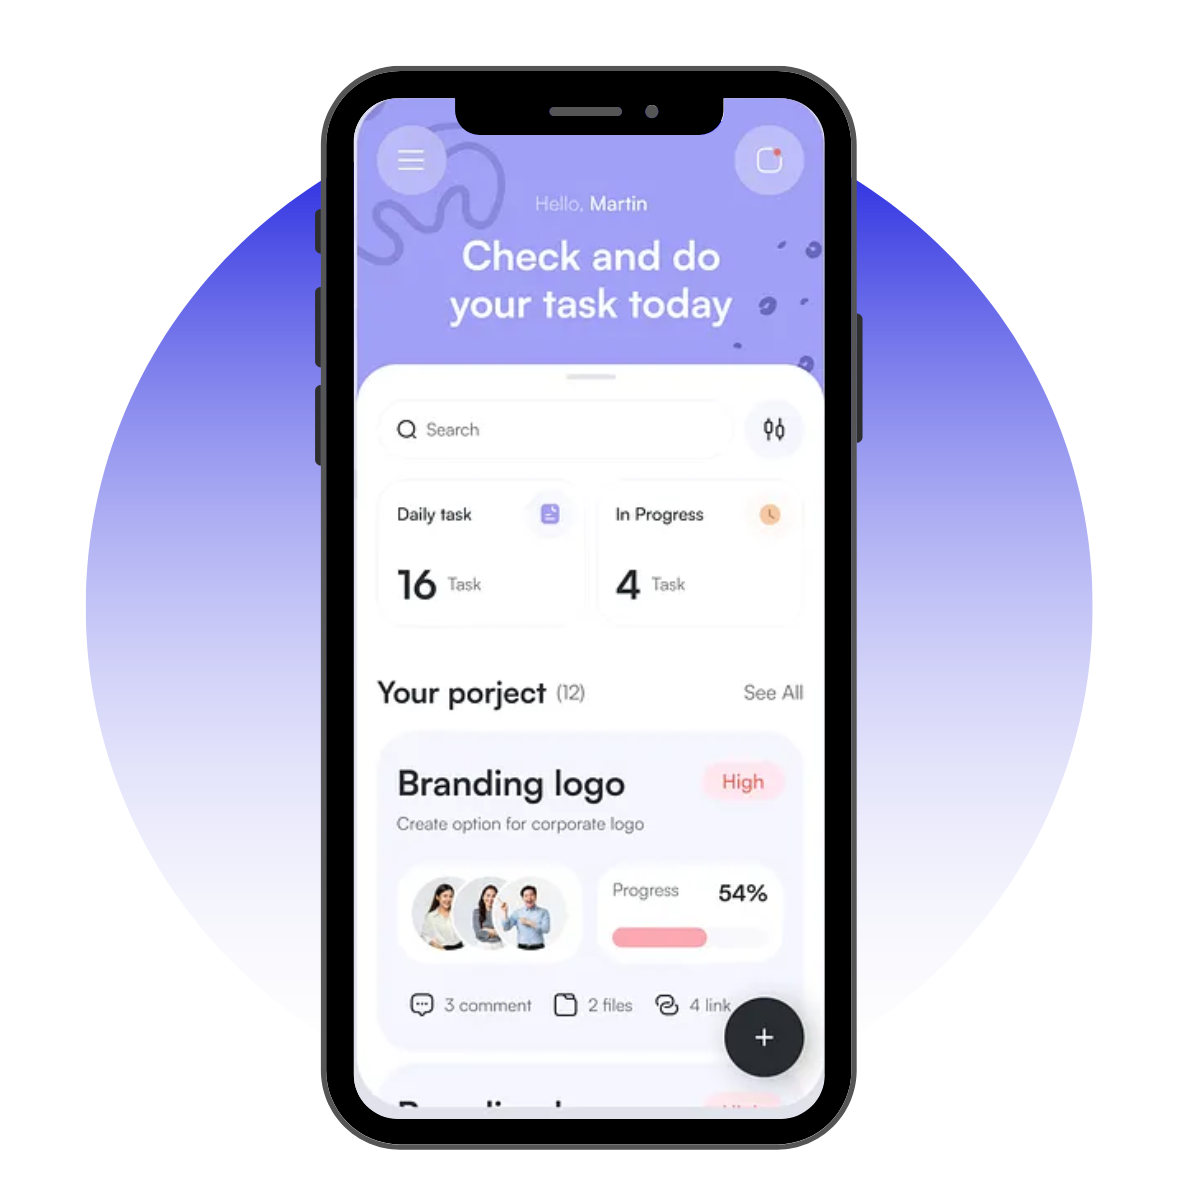 Hello, Martin
Check and do
your task today
Search
Daily task
16 Task
In Progress
4 Task
Your porject (12)
See All
Branding logo
High
Create option for corporate logo
Progress
54%
3 comment
2 files
4 link
+